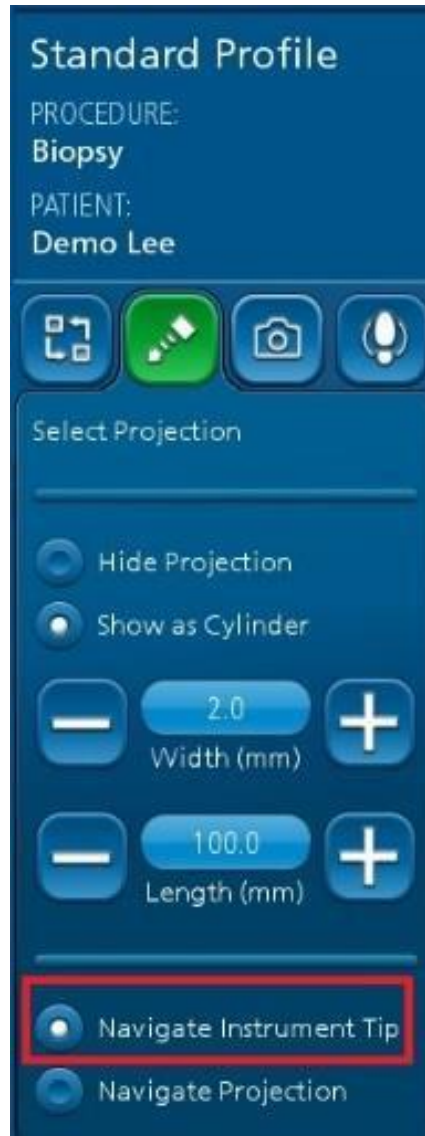 Standard Profile
PROCEDURE:
Biopsy
PATIENT:
Demo Lee
Select Projection
Hide Projection
Show as Cylinder
2.0
Width (mm)
100.0
Length (mm)
Navigate Instrument Tip
Navigate Projection